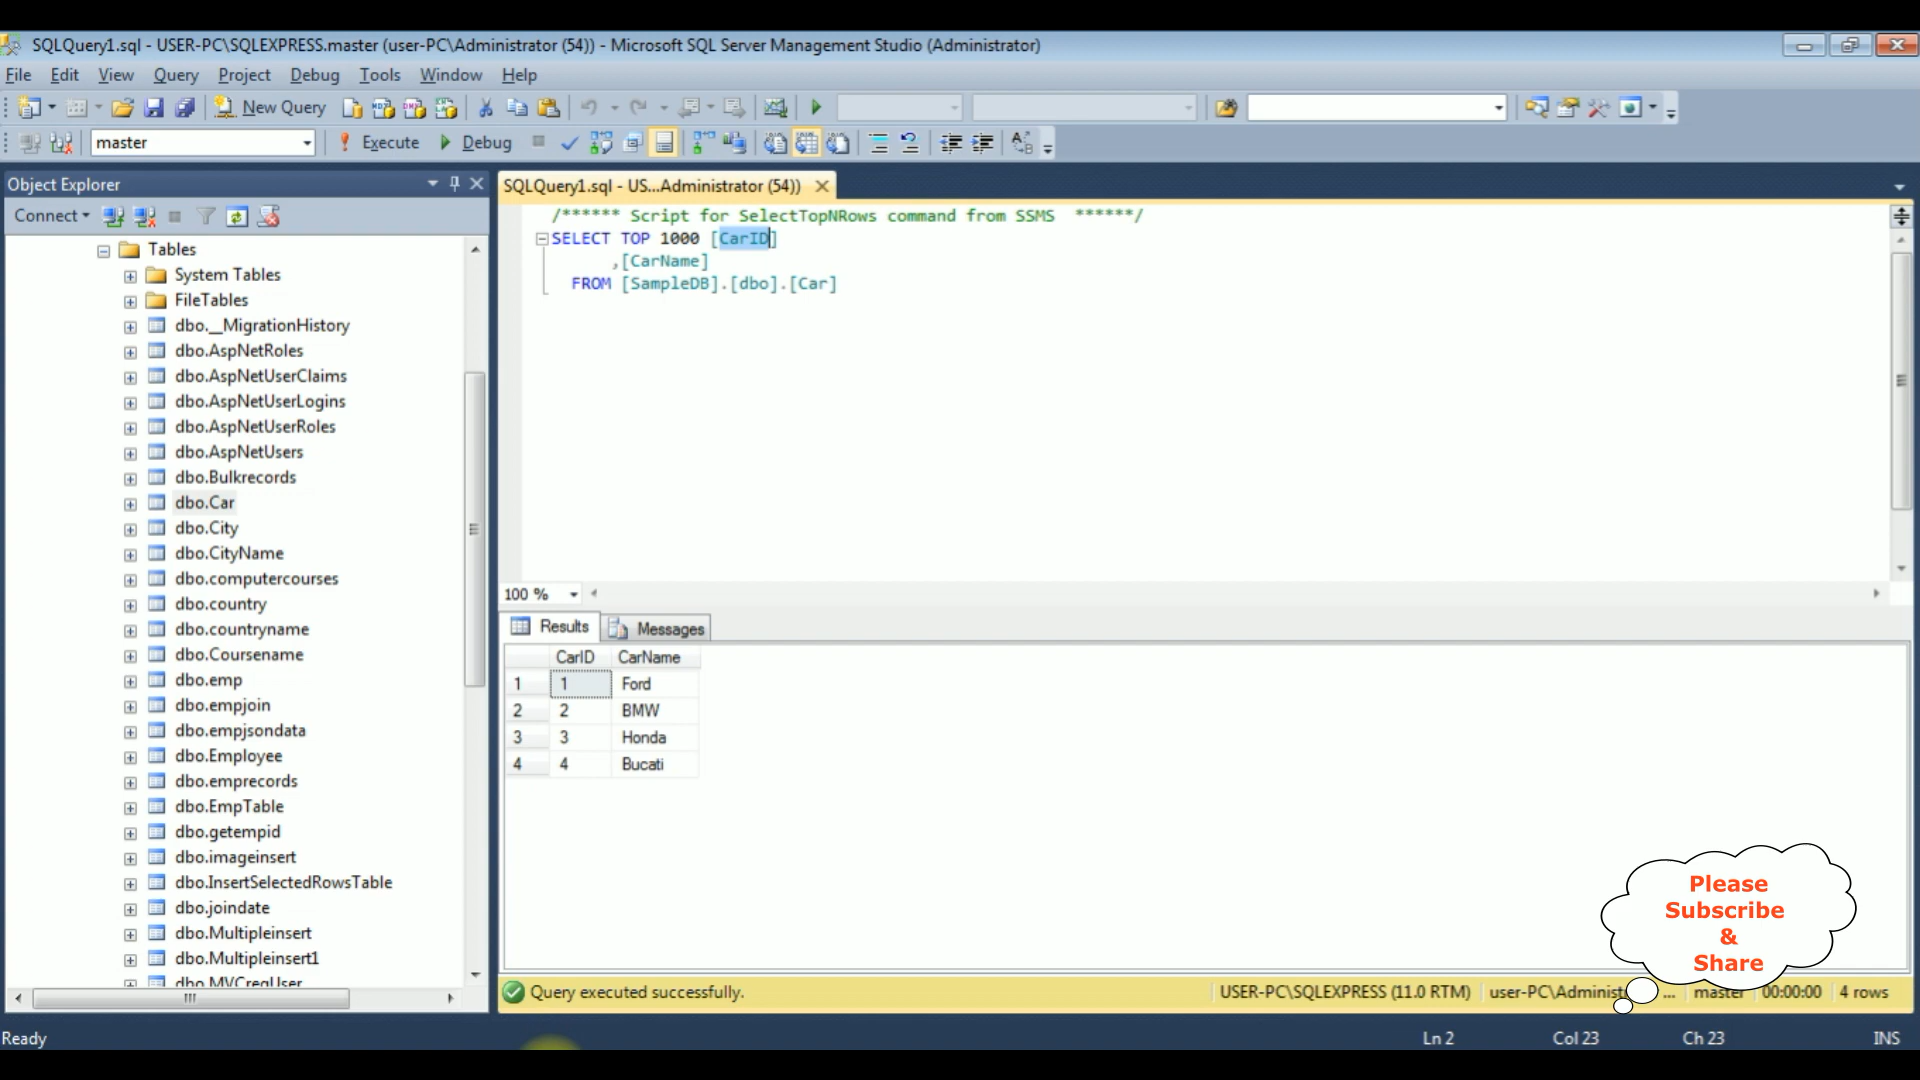 SQLQuery1.sql - USER-PC\SQLEXPRESS.master (user-PC\Administrator (54)) - Microsoft SQL Server Management Studio (Administrator)
File Edit View Query Project Debug Tools Window Help
New Query
master Execute Debug
Object Explorer
Connect
Tables
System Tables
FileTables
dbo.__MigrationHistory
dbo.AspNetRoles
dbo.AspNetUserClaims
dbo.AspNetUserLogins
dbo.AspNetUserRoles
dbo.AspNetUsers
dbo.Bulkrecords
dbo.Car
dbo.City
dbo.CityName
dbo.computercourses
dbo.country
dbo.countryname
dbo.Coursename
dbo.emp
dbo.empjoin
dbo.empjsondata
dbo.Employee
dbo.emprecords
dbo.EmpTable
dbo.getempid
dbo.imageinsert
dbo.InsertSelectedRowsTable
dbo.joindate
dbo.Multipleinsert
dbo.Multipleinsert1
dbo.MVCregUser
SQLQuery1.sql - US...Administrator (54))
/****** Script for SelectTopNRows command from SSMS ******/
SELECT TOP 1000 [CarID]
,[CarName]
FROM [SampleDB].[dbo].[Car]
100 %
Results Messages
CarID CarName
1 1 Ford
2 2 BMW
3 3 Honda
4 4 Bucati
Please
Subscribe
&
Share
Query executed successfully. USER-PC\SQLEXPRESS (11.0 RTM) user-PC\Administ ... master 00:00:00 4 rows
Ready Ln 2 Col 23 Ch 23 INS